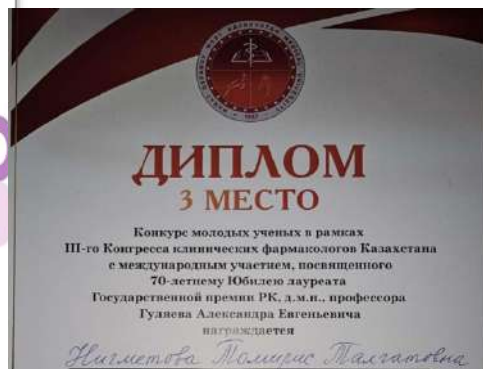 ДИПЛОМ
3 МЕСТО
Конкурс молодых ученых в рамках
III-го Конгресса клинических фармакологов Казахстана
с международным участием, посвященного
70-летнему Юбилею лауреата
Государственной премии РК, д.м.н., профессора
Гуляева Александра Евгеньевича
награждается
Нигметова Томирис Талгатовна